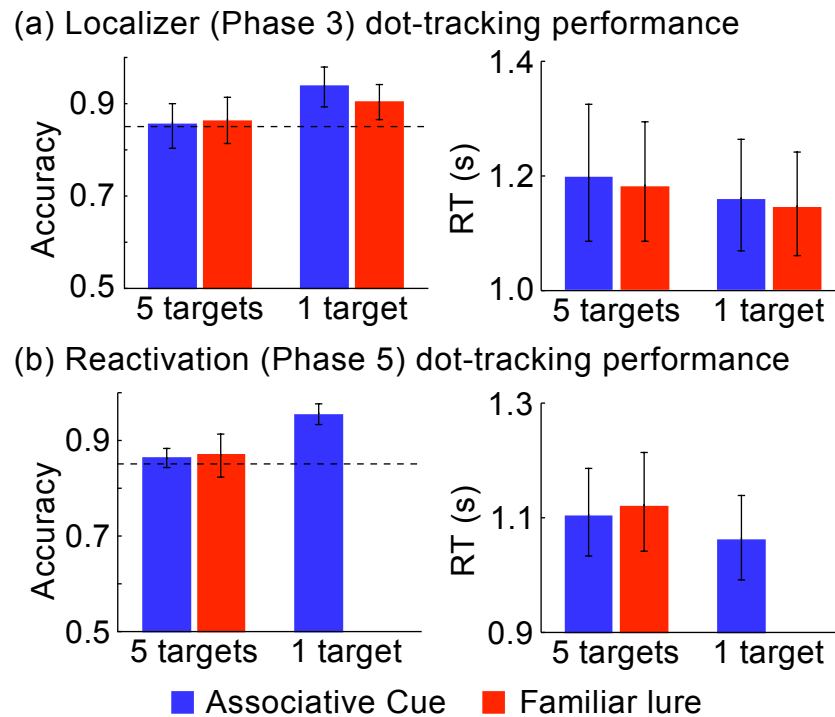 (a) Localizer (Phase 3) dot-tracking performance
Accuracy
0.9
0.7
0.5
5 targets 1 target
RT (s)
1.4
1.2
1.0
5 targets 1 target
(b) Reactivation (Phase 5) dot-tracking performance
Accuracy
0.9
0.7
0.5
5 targets 1 target
RT (s)
1.3
1.1
0.9
5 targets 1 target
Associative Cue Familiar lure